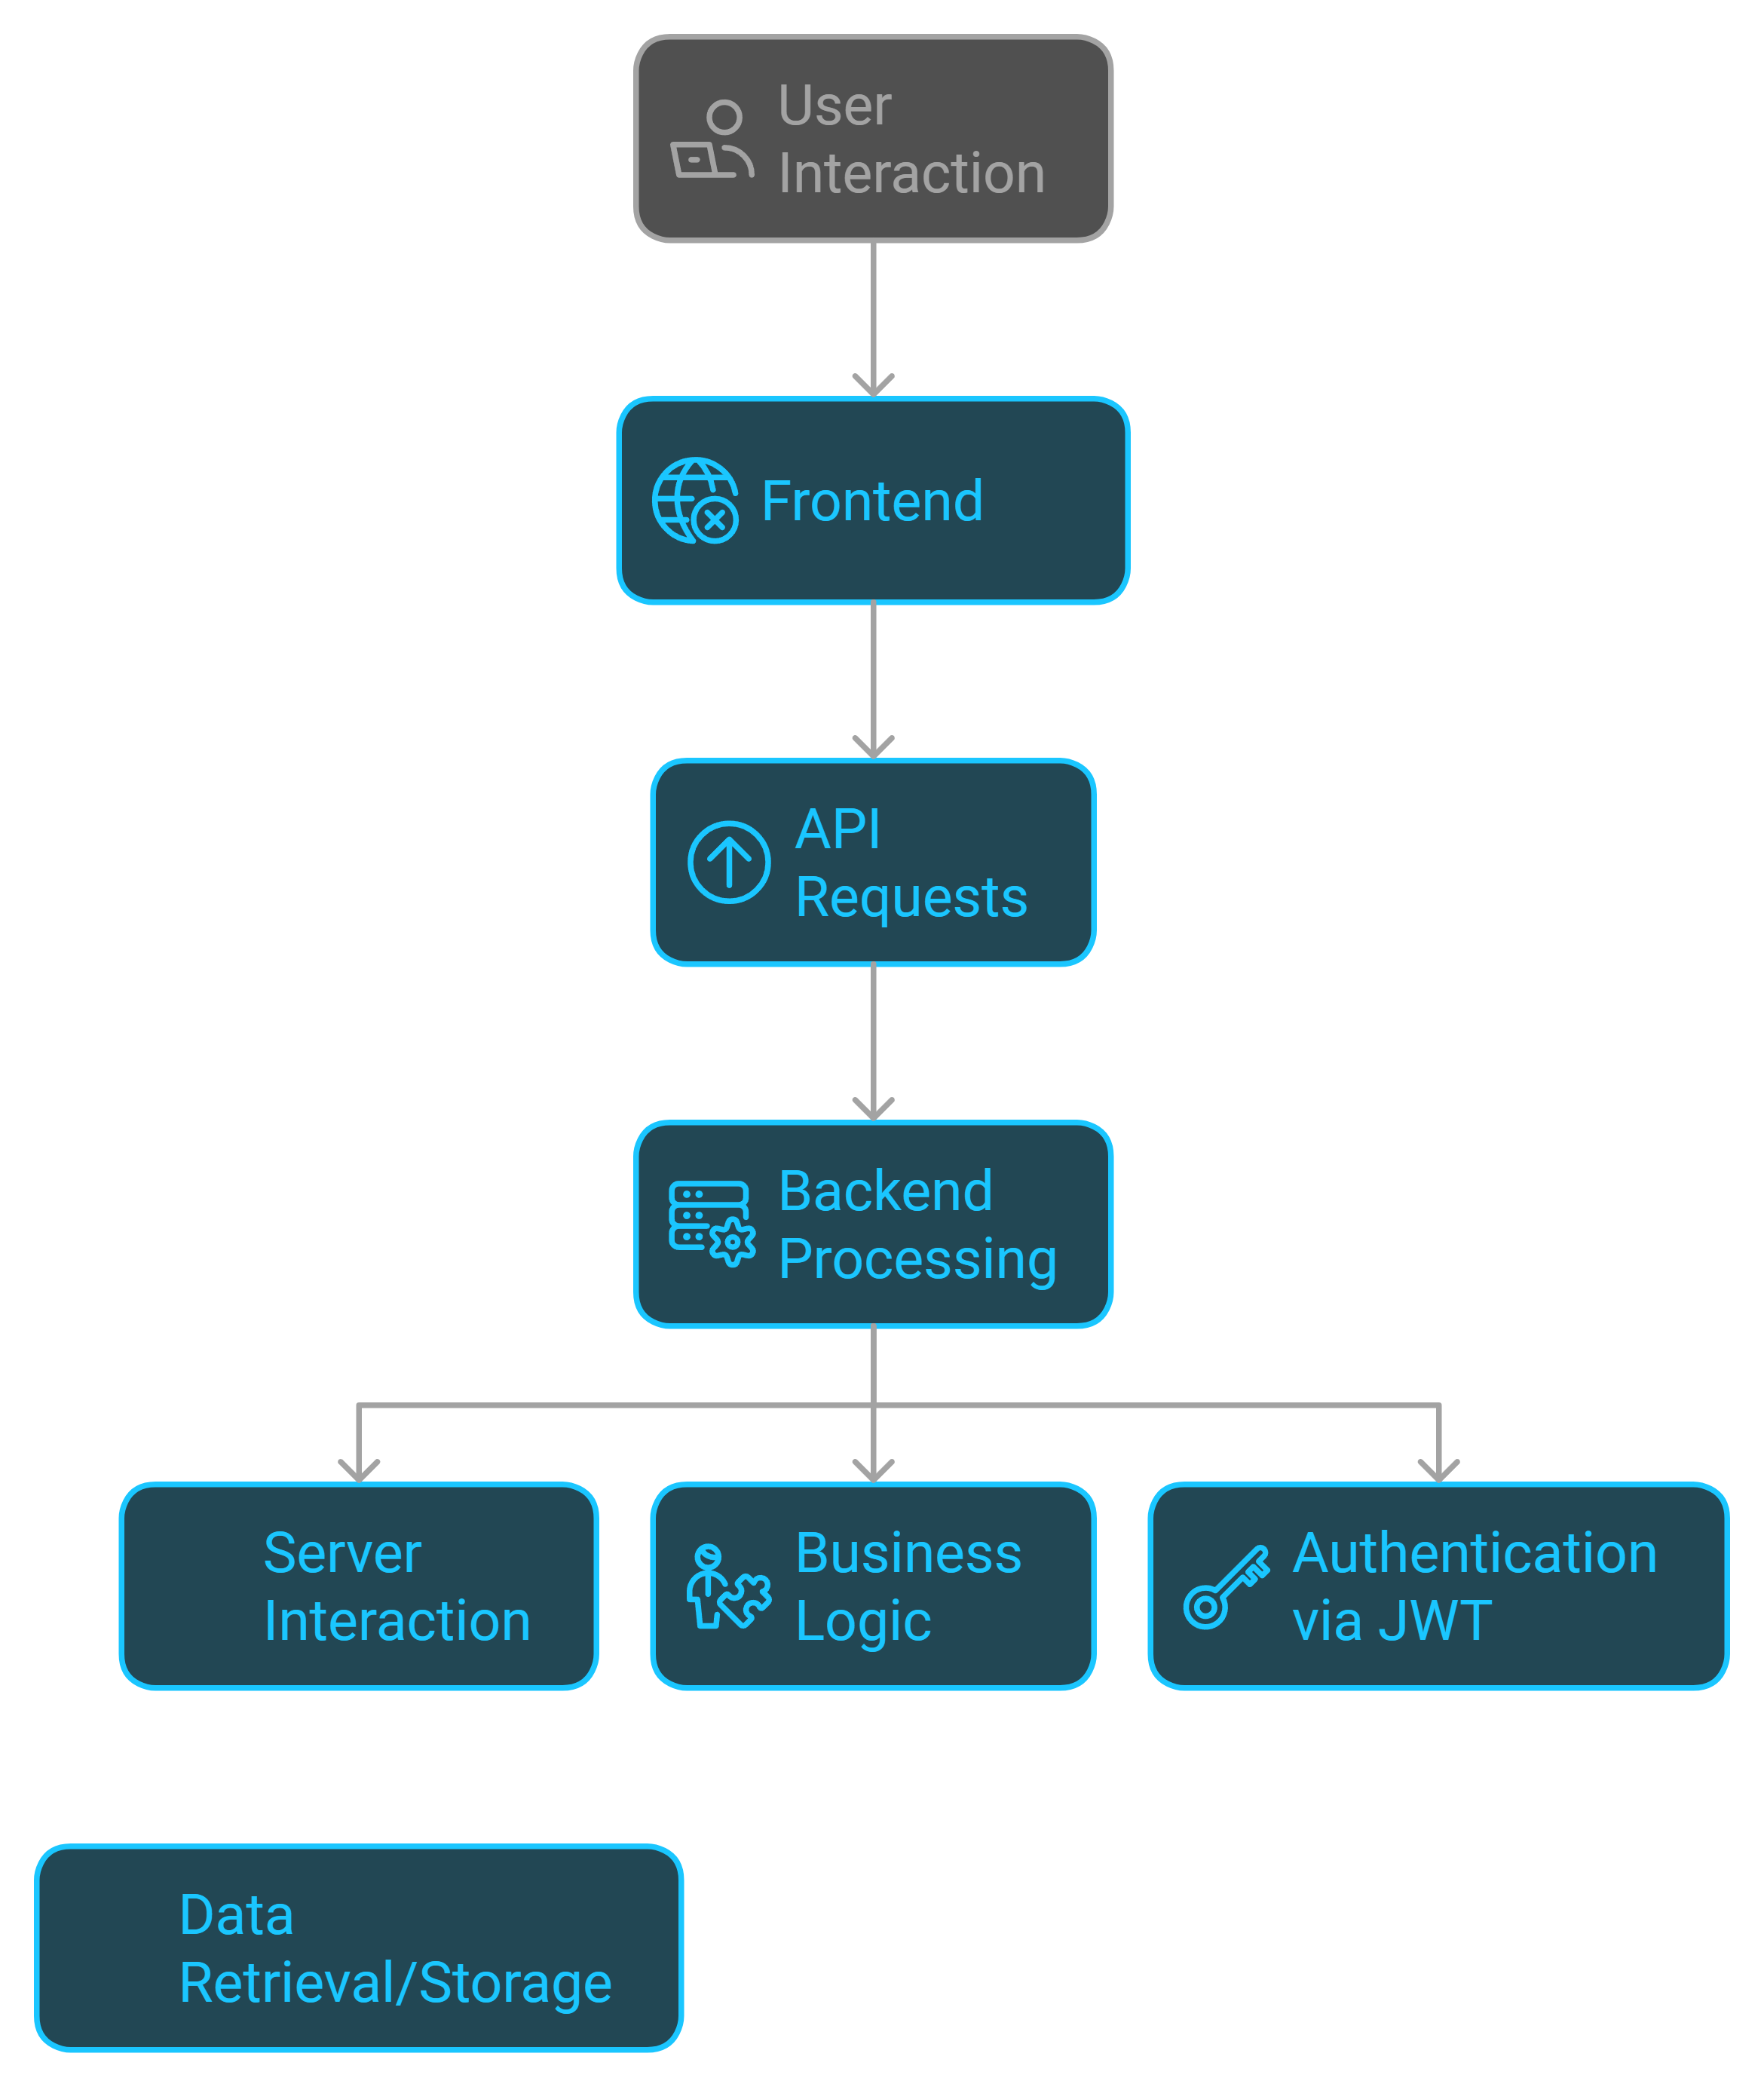 User
Interaction
Frontend
API
Requests
Backend
Processing
Server
Interaction
Business
Logic
Authentication
via JWT
Data
Retrieval/Storage